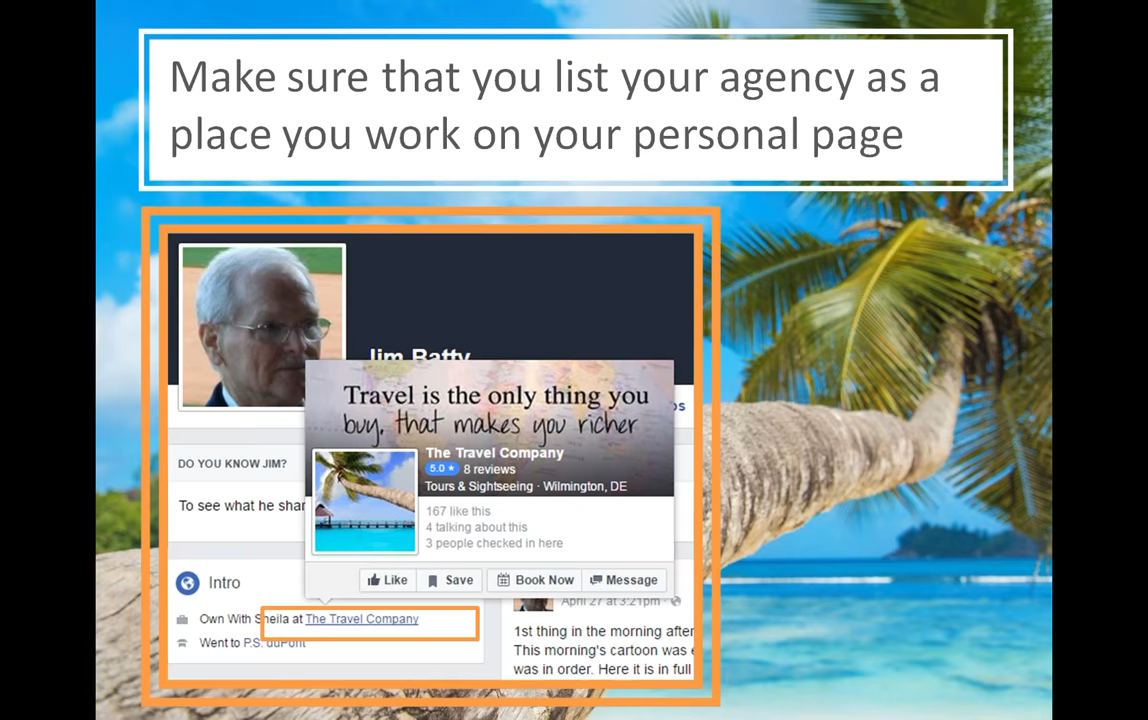 Make sure that you list your agency as a
place you work on your personal page
Jim Batty
Travel is the only thing you
buy, that makes you richer
os
The Travel Company
5.0 ★ 8 reviews
Tours & Sightseeing · Wilmington, DE
DO YOU KNOW JIM?
To see what he shar
167 like this
4 talking about this
3 people checked in here
Like Save Book Now Message
Intro
April 27 at 3:21pm ·
Own With Sheila at The Travel Company
Went to P.S. duPont
1st thing in the morning after
This morning's cartoon was e
was in order. Here it is in full